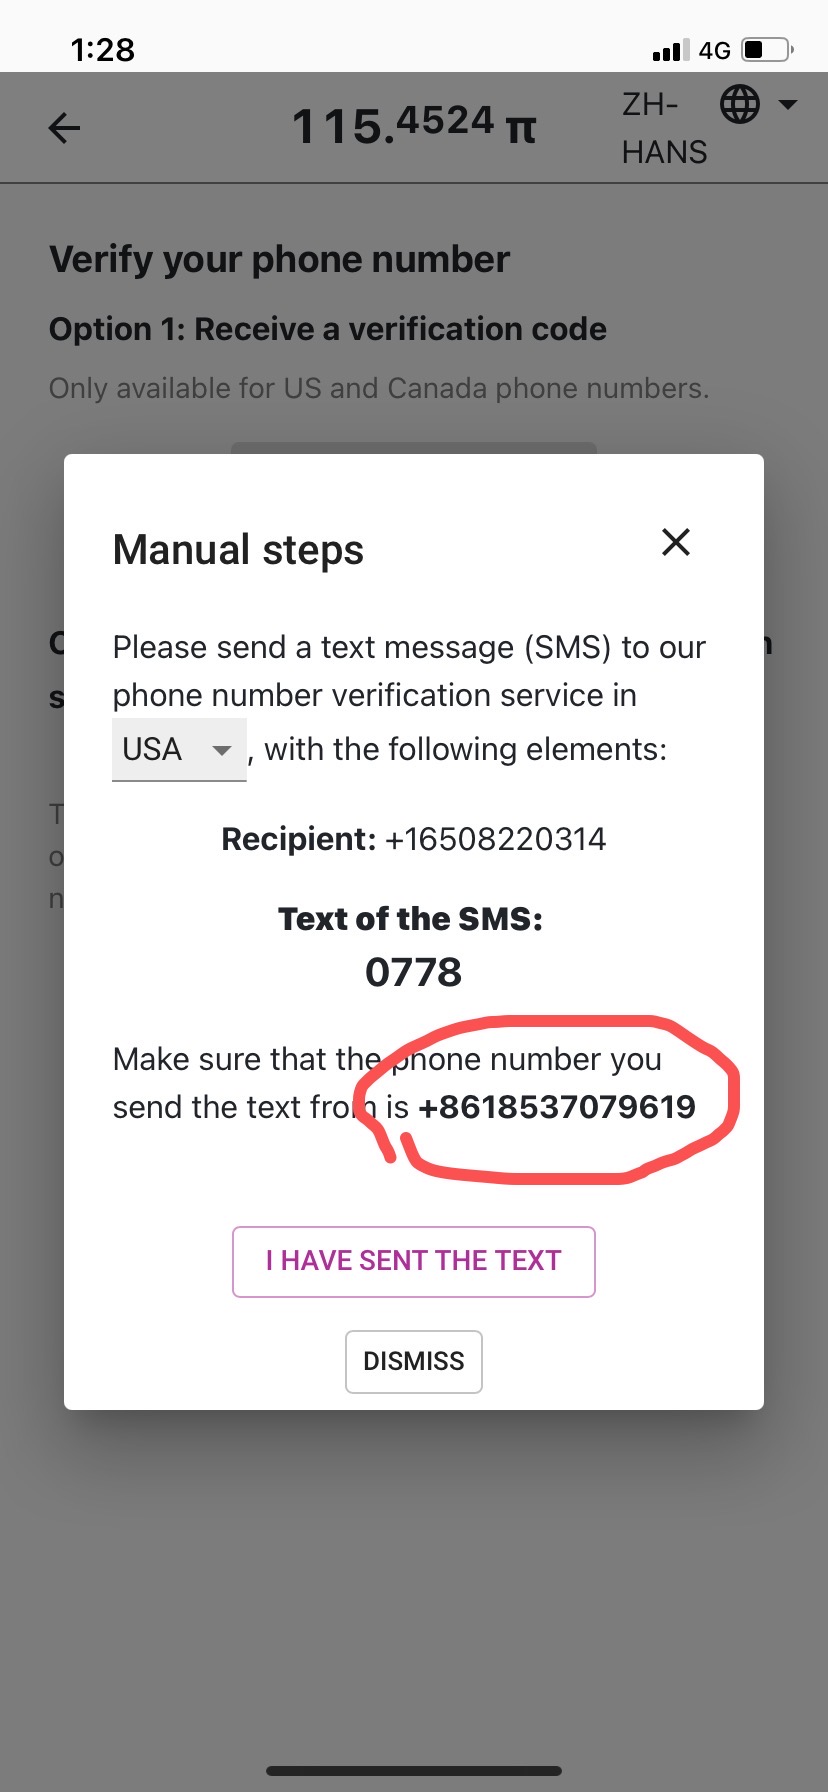 1:28
4G
115.4524 π
ZH-
HANS
Verify your phone number
Option 1: Receive a verification code
Only available for US and Canada phone numbers.
Manual steps
Please send a text message (SMS) to our
phone number verification service in
USA , with the following elements:
Recipient: +16508220314
Text of the SMS:
0778
Make sure that the phone number you
send the text from is +8618537079619
I HAVE SENT THE TEXT
DISMISS